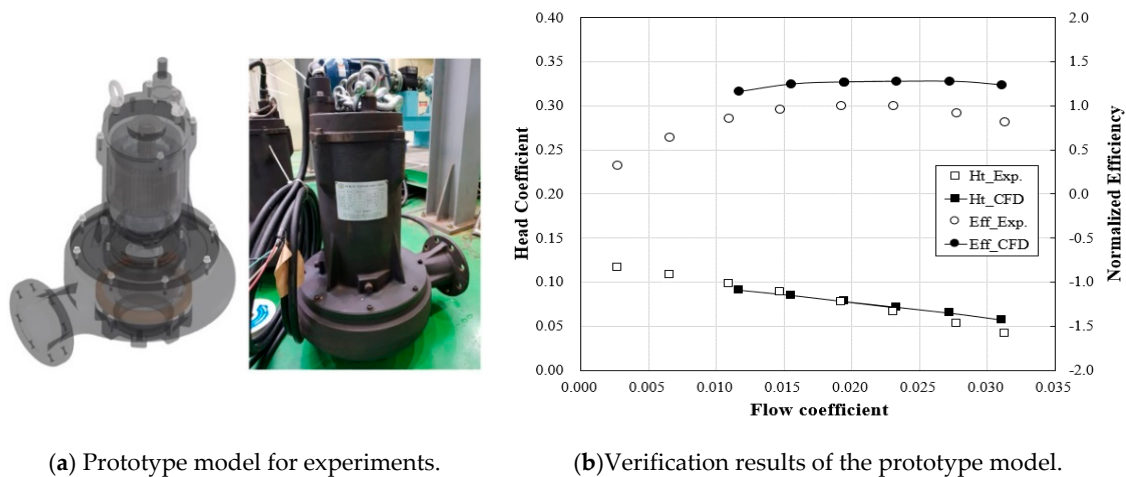 0.40
0.35
0.30
0.25
0.20
0.15
0.10
0.05
0.00
Head Coefficient
2.0
1.5
1.0
0.5
0.0
-0.5
-1.0
-1.5
-2.0
Normalized Efficiency
Ht_Exp.
Ht_CFD
Eff_Exp.
Eff_CFD
0.000 0.005 0.010 0.015 0.020 0.025 0.030 0.035
Flow coefficient
(a) Prototype model for experiments.
(b)Verification results of the prototype model.